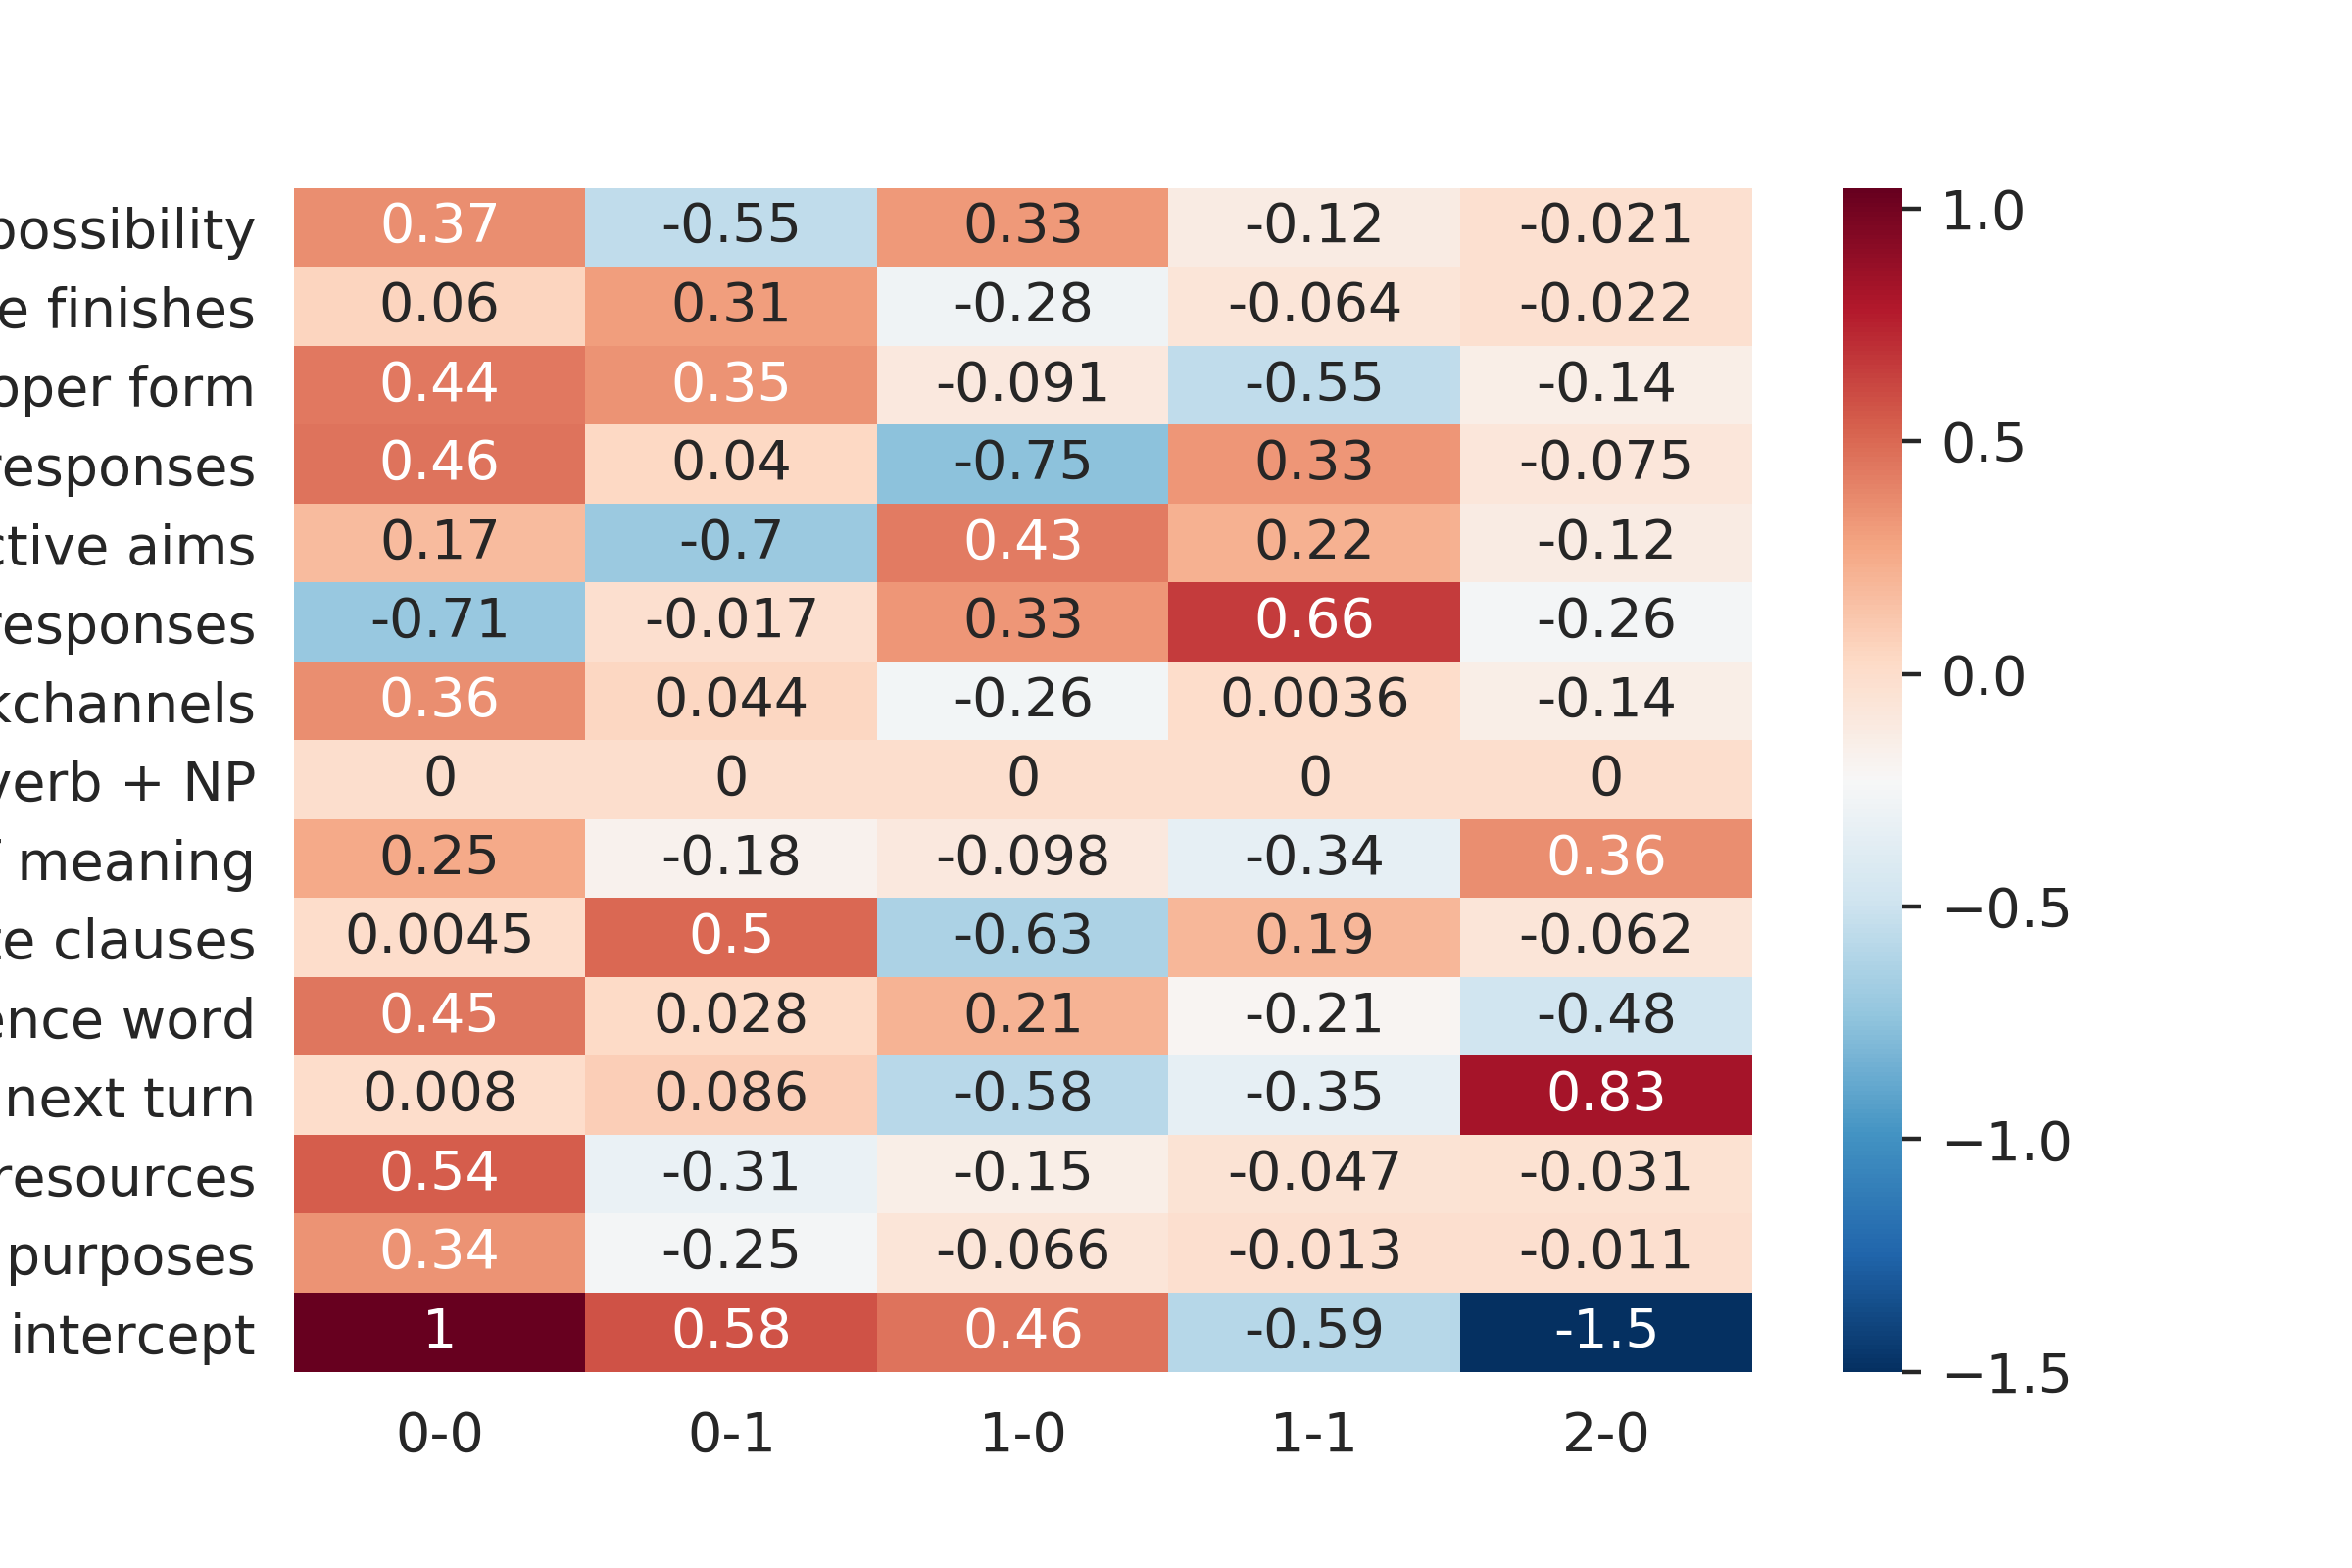 possibility 0.37 -0.55 0.33 -0.12 -0.021 1.0
finishes 0.06 0.31 -0.28 -0.064 -0.022
form 0.44 0.35 -0.091 -0.55 -0.14
responses 0.46 0.04 -0.75 0.33 -0.075 0.5
aims 0.17 -0.7 0.43 0.22 -0.12
responses -0.71 -0.017 0.33 0.66 -0.26
kchannels 0.36 0.044 -0.26 0.0036 -0.14 0.0
verb + NP 0 0 0 0 0
meaning 0.25 -0.18 -0.098 -0.34 0.36
clauses 0.0045 0.5 -0.63 0.19 -0.062 −0.5
word 0.45 0.028 0.21 -0.21 -0.48
next turn 0.008 0.086 -0.58 -0.35 0.83 −1.0
resources 0.54 -0.31 -0.15 -0.047 -0.031
purposes 0.34 -0.25 -0.066 -0.013 -0.011
intercept 1 0.58 0.46 -0.59 -1.5 −1.5
0-0 0-1 1-0 1-1 2-0